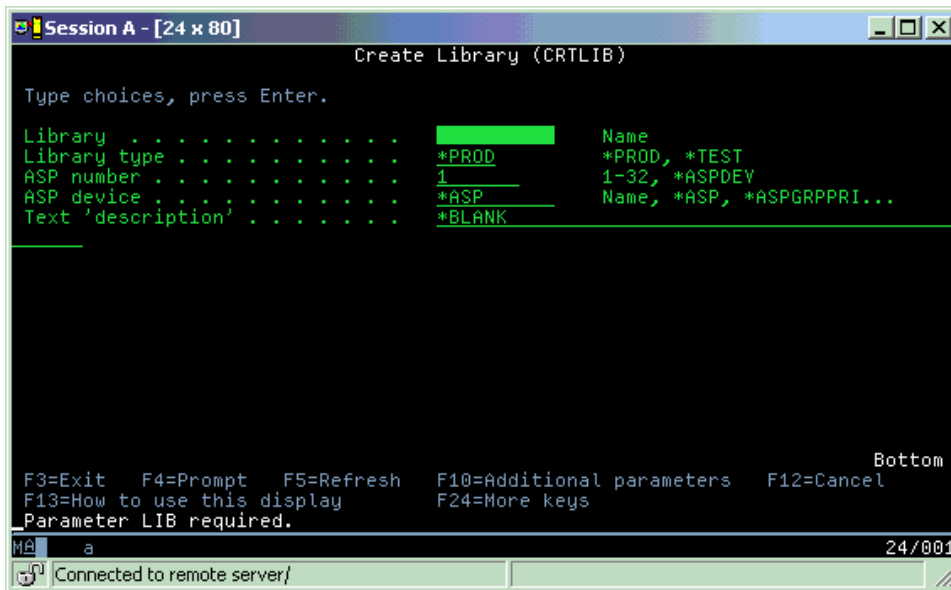 Session A - [24 x 80]
Create Library (CRTLIB)
Type choices, press Enter.
Library . . . . . . . . . . . . Name
Library type . . . . . . . . . . *PROD *PROD, *TEST
ASP number . . . . . . . . . . . 1 1-32, *ASPDEV
ASP device . . . . . . . . . . . *ASP Name, *ASP, *ASPGRPPRI...
Text 'description' . . . . . . . *BLANK
Bottom
F3=Exit F4=Prompt F5=Refresh F10=Additional parameters F12=Cancel
F13=How to use this display F24=More keys
Parameter LIB required.
MA a 24/001
Connected to remote server/